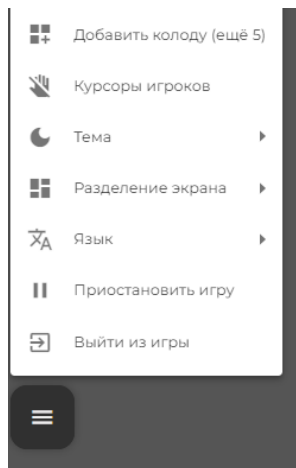 Добавить колоду (ещё 5)
Курсоры игроков
Тема
Разделение экрана
Язык
Приостановить игру
Выйти из игры